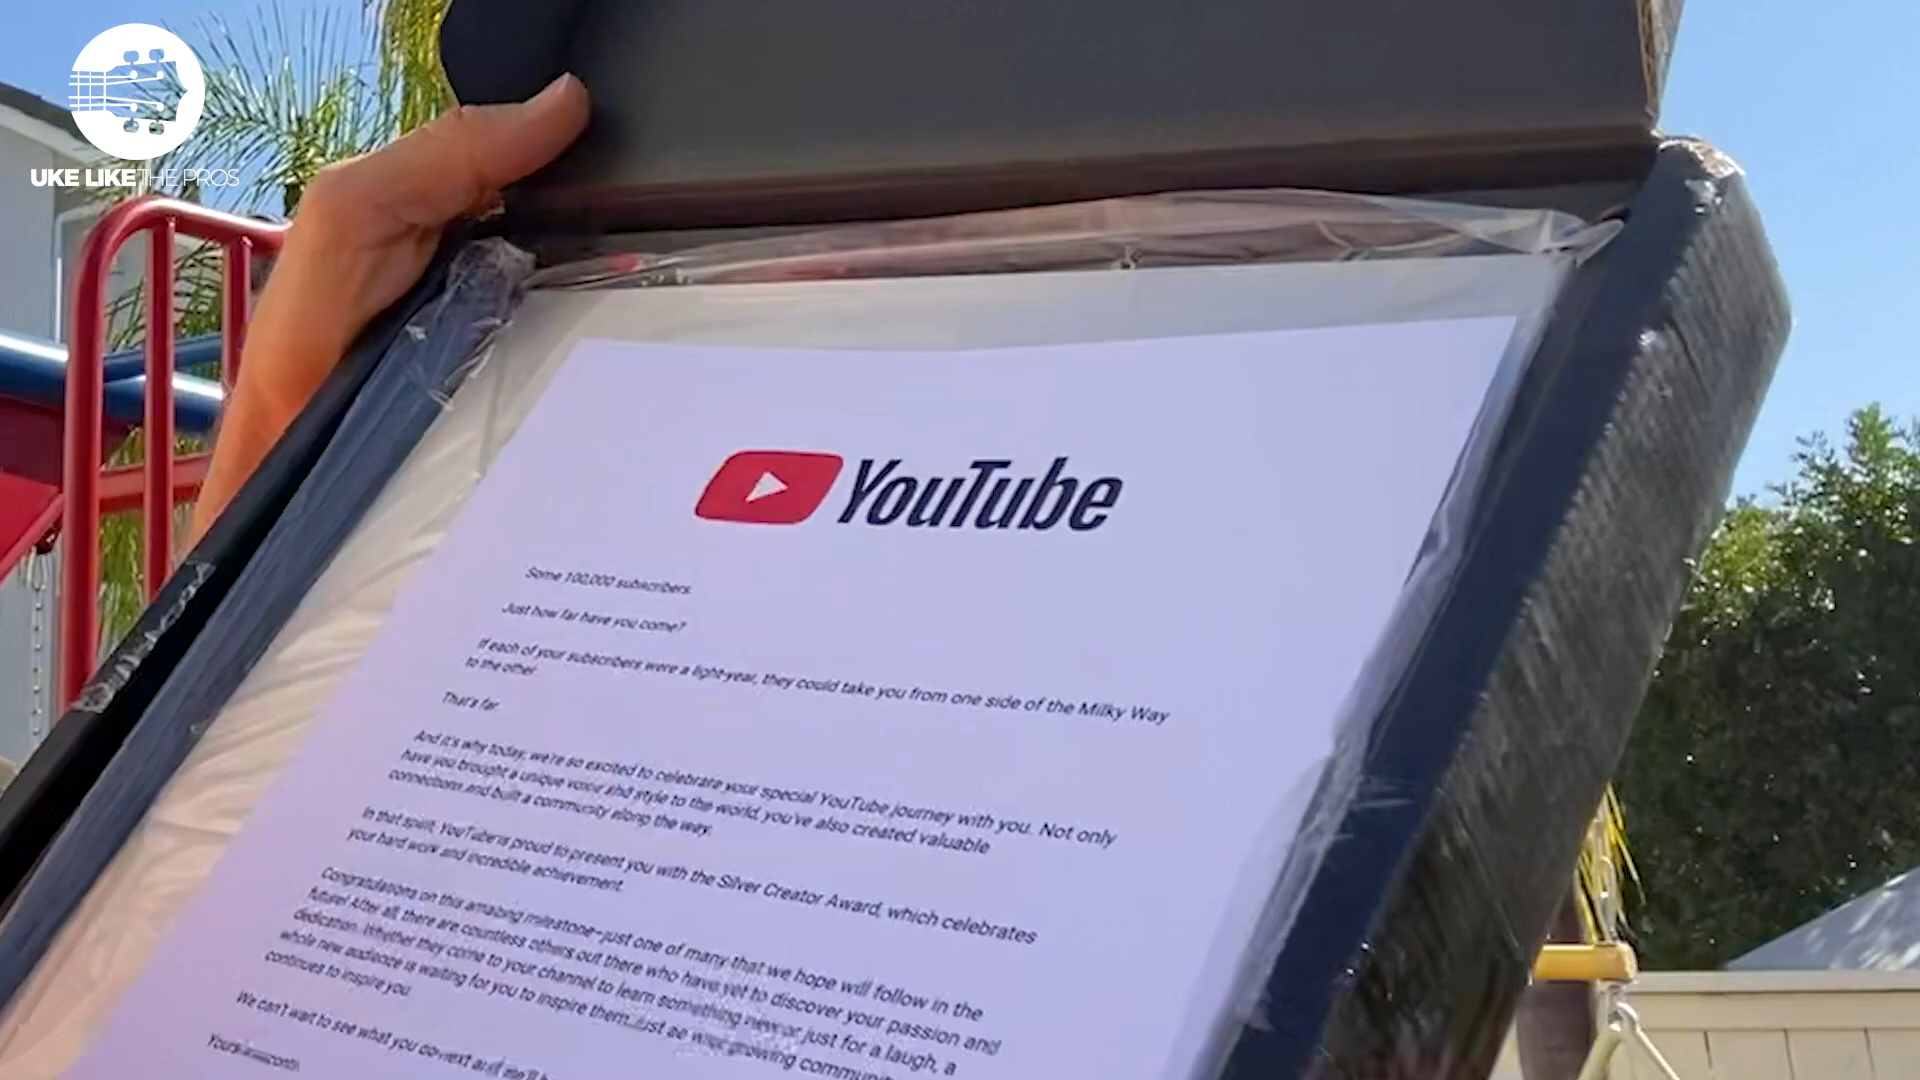 UKE LIKE THE PROS
YouTube
Some 100,000 subscribers.
Just how far have you come?
If each of your subscribers were a light-year, they could take you from one side of the Milky Way
to the other.
That's far.
And it's why today, we're so excited to celebrate your special YouTube journey with you. Not only
have you brought a unique voice and style to the world, you've also created valuable
connections and built a community along the way.
In that spirit, YouTube is proud to present you with the Silver Creator Award, which celebrates
your hard work and incredible achievement.
Congratulations on this amazing milestone–just one of many that we hope will follow in the
future! After all, there are countless others out there who have yet to discover your passion and
dedication. Whether they come to your channel to learn something new or just for a laugh, a
whole new audience is waiting for you to inspire them, just as your growing
continues to inspire you.
We can't wait to see what you do next